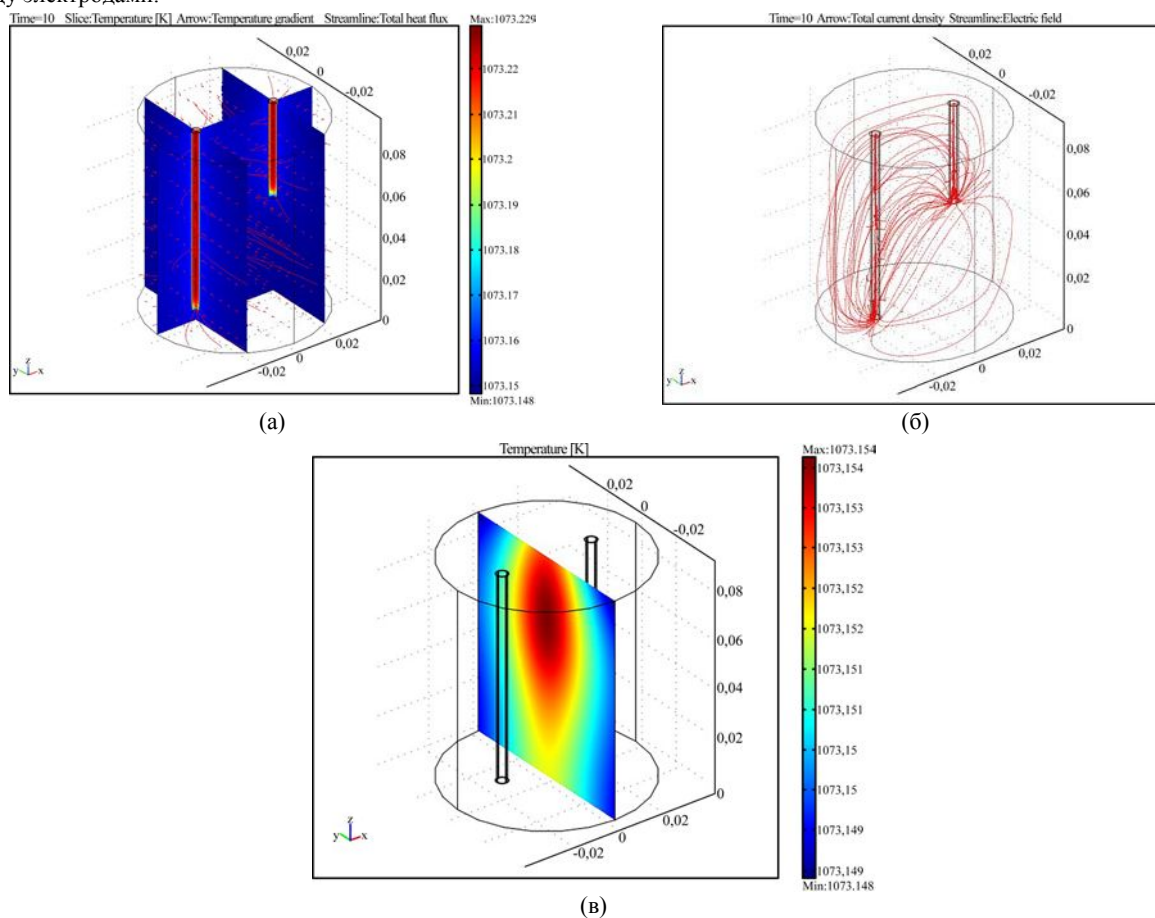 ду электродами.
Time=10 Slice:Temperature [K] Arrow:Temperature gradient Streamline:Total heat flux
Max:1073.229
0,02
0
-0,02
1073.22
1073.21
1073.2
1073.19
1073.18
1073.17
1073.16
1073.15
Min:1073.148
0,08
0,06
0,04
0,02
0
0,02
0
-0,02
z
y
x
(а)
Time=10 Arrow:Total current density Streamline:Electric field
0,02
0
-0,02
0,08
0,06
0,04
0,02
0
0,02
0
-0,02
z
y
x
(б)
Temperature [K]
Max:1073.154
0,02
0
-0,02
1073,154
1073,153
1073,153
1073,152
1073,152
1073,151
1073,151
1073,15
1073,15
1073,149
1073,149
Min:1073.148
0,08
0,06
0,04
0,02
0
0,02
0
-0,02
z
y
x
(в)